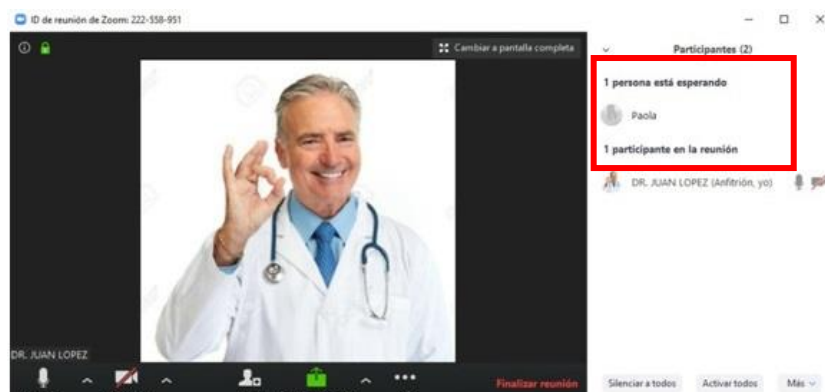 ID de reunión de Zoom: 222-558-951
Cambiar a pantalla completa
DR. JUAN LOPEZ
Finalizar reunión
Participantes (2)
1 persona está esperando
Paola
1 participante en la reunión
DR. JUAN LOPEZ (Anfitrión, yo)
Silenciar a todos
Activar todos
Más